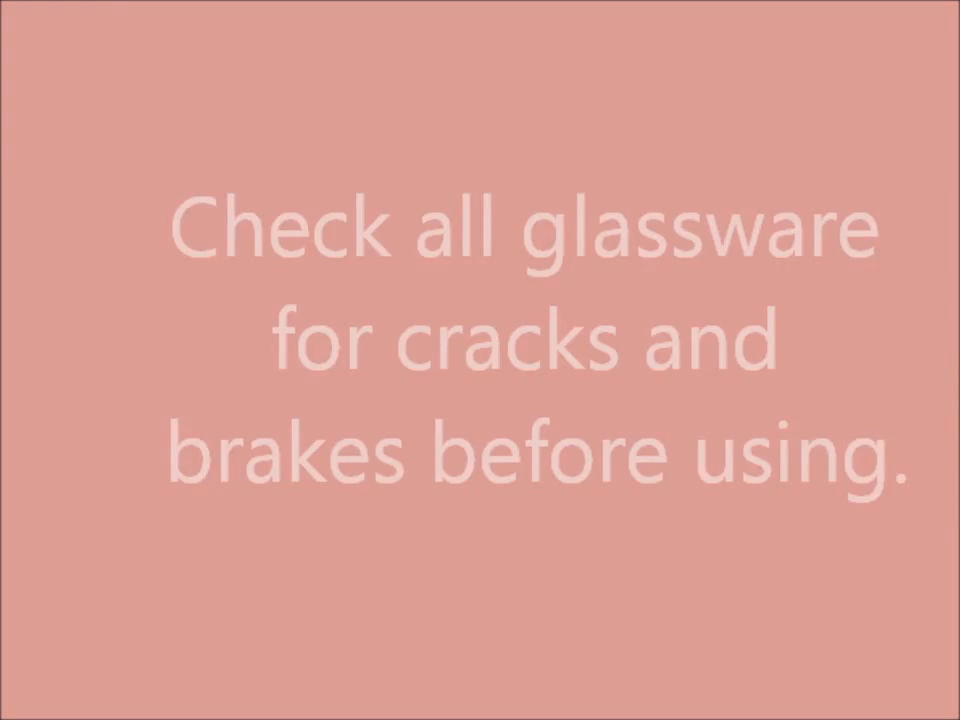 Check all glassware
for cracks and
brakes before using.